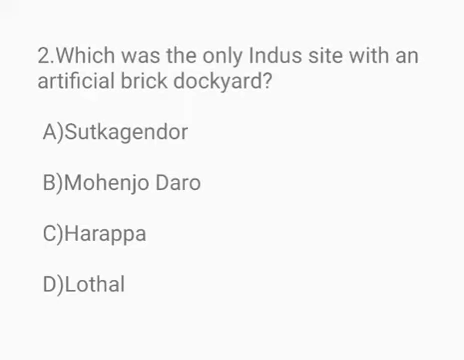 2.Which was the only Indus site with an
artificial brick dockyard?
A)Sutkagendor
B)Mohenjo Daro
C)Harappa
D)Lothal